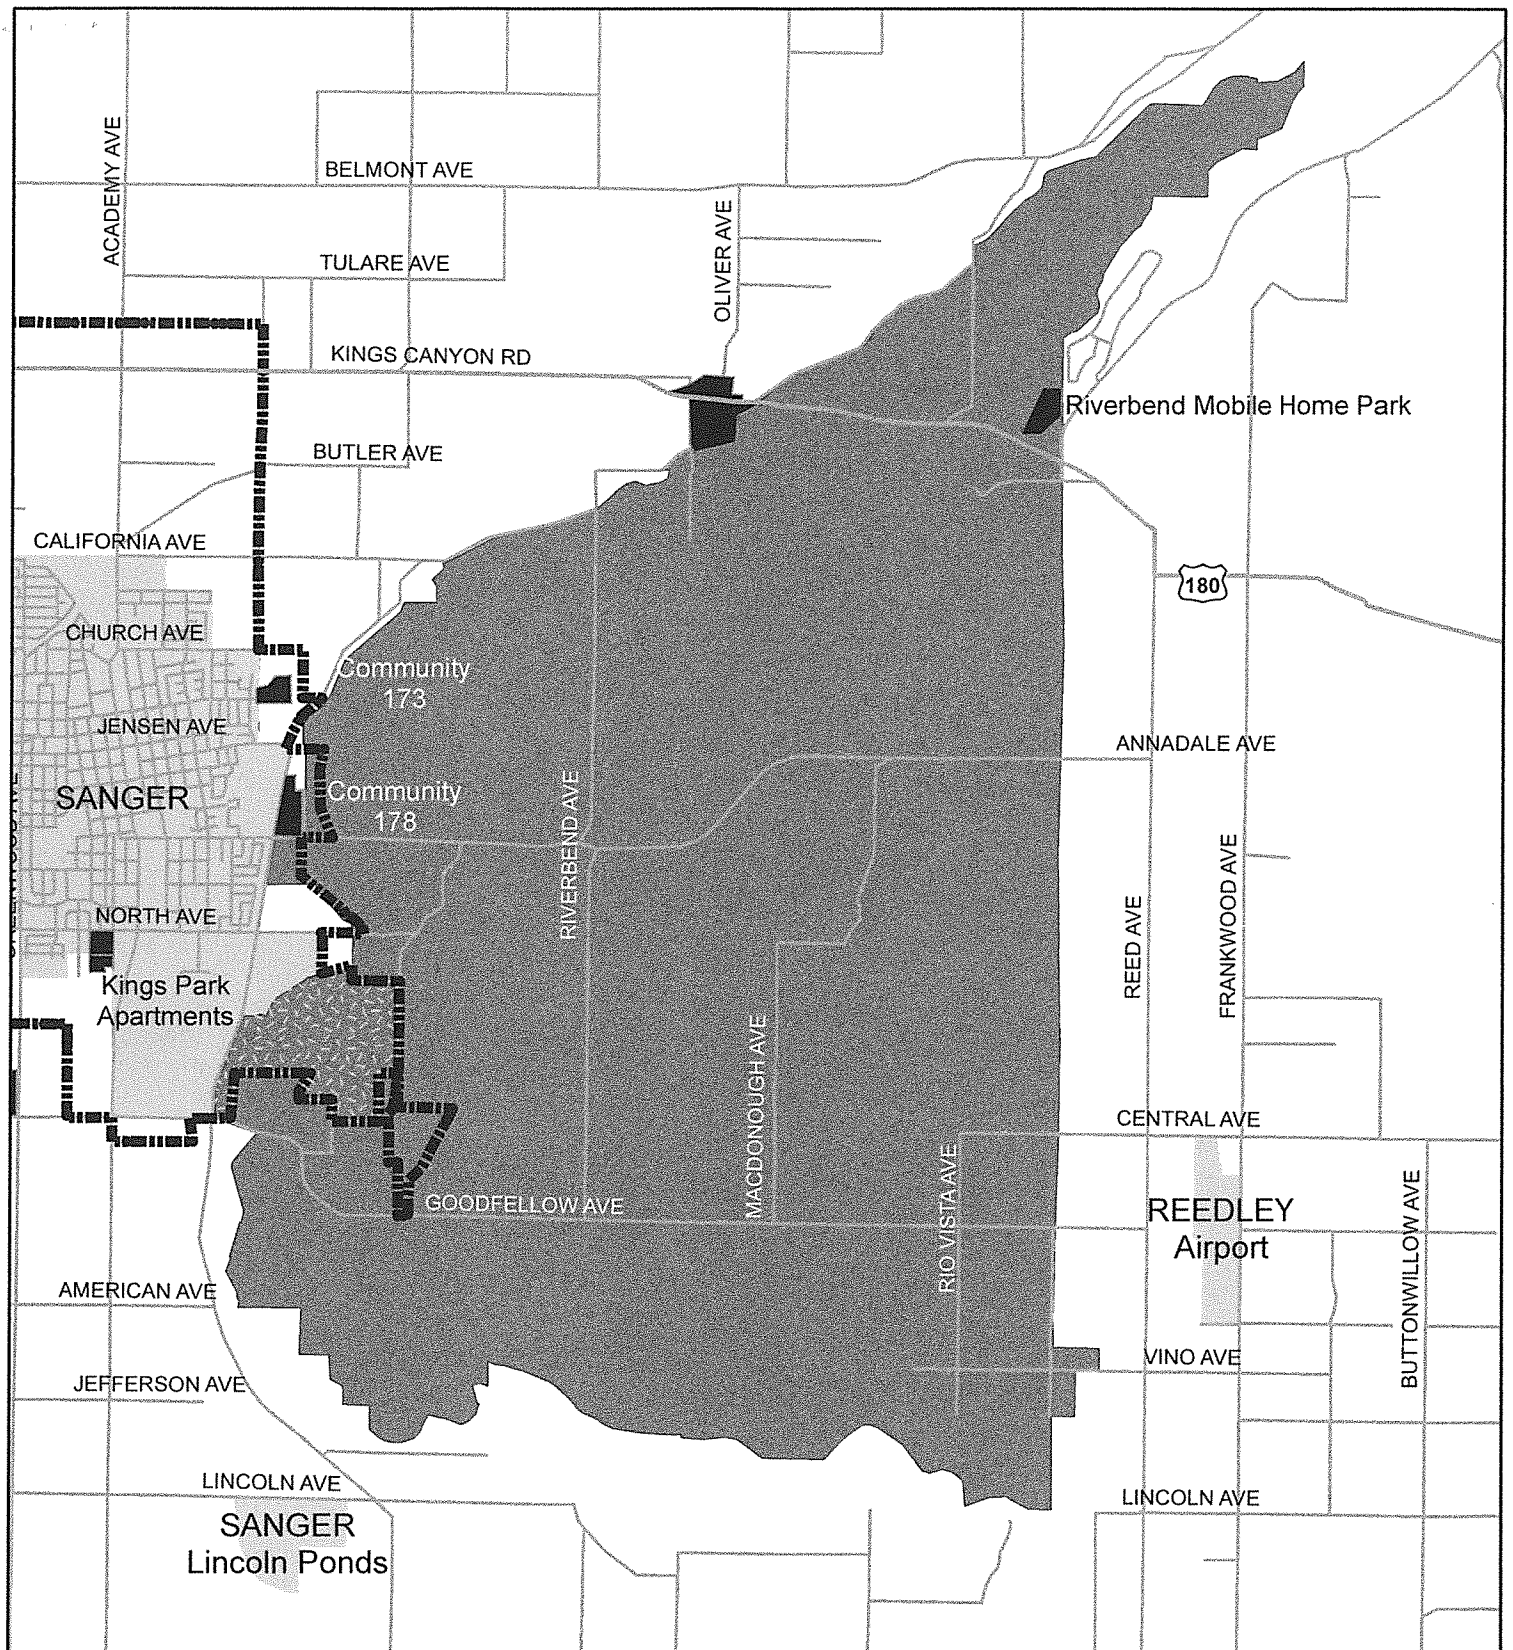 ACADEMY AVE
BELMONT AVE
OLIVER AVE
TULARE AVE
KINGS CANYON RD
Riverbend Mobile Home Park
BUTLER AVE
CALIFORNIA AVE
180
CHURCH AVE
Community
173
JENSEN AVE
ANNADALE AVE
SANGER
Community
178
RIVERBEND AVE
FRANKWOOD AVE
NORTH AVE
REED AVE
Kings Park
Apartments
MACDONOUGH AVE
CENTRAL AVE
RIO VISTA AVE
BUTTONWILLOW AVE
GOODFELLOW AVE
REEDLEY
Airport
AMERICAN AVE
VINO AVE
JEFFERSON AVE
LINCOLN AVE
LINCOLN AVE
SANGER
Lincoln Ponds